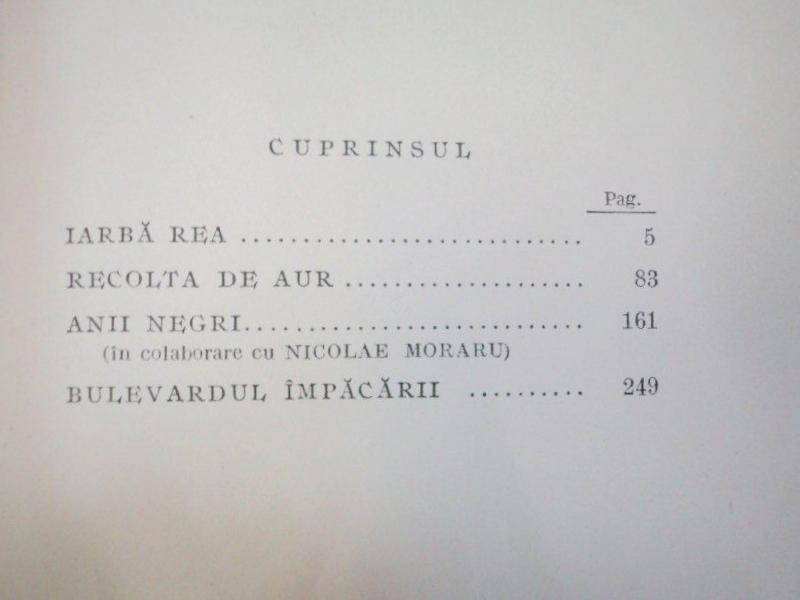 CUPRINSUL
Pag.
IARBĂ REA ........................... 5
RECOLTA DE AUR ................... 83
ANII NEGRI........................... 161
(în colaborare cu NICOLAE MORARU)
BULEVARDUL ÎMPĂCĂRII .......... 249